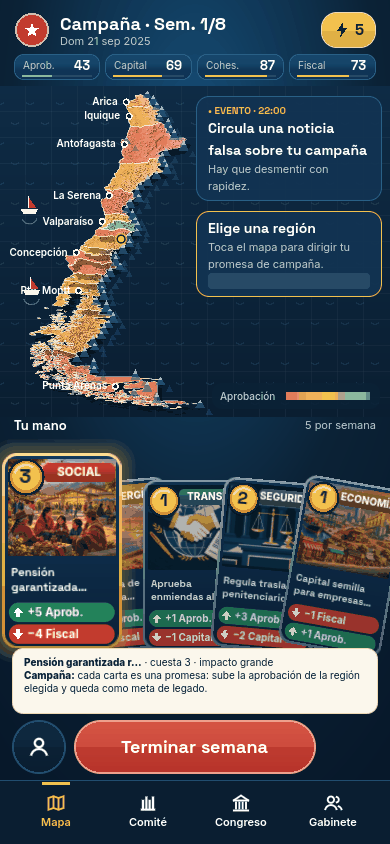 Campaña · Sem. 1/8
Dom 21 sep 2025
5
Aprob. 43
Capital 69
Cohes. 87
Fiscal 73
Arica
Iquique
Antofagasta
La Serena
Valparaíso
Concepción
Mont
Punta Arenas
• EVENTO · 22:00
Circula una noticia
falsa sobre tu campaña
Hay que desmentir con
rapidez.
Elige una región
Toca el mapa para dirigir tu
promesa de campaña.
Aprobación
Tu mano
5 por semana
3
SOCIAL
Pensión
garantizada...
+5 Aprob.
−4 Fiscal
1
TRANS
Aprueba
enmiendas al
+1 Aprob.
−1 Capital
2
SEGURID
Regula trasla
penitenciario
+3 Aprob
−2 Capita
1
ECONOMÍ
Capital semilla
para empresas...
−1 Fiscal
+1 Aprob.
Pensión garantizada r... · cuesta 3 · impacto grande
Campaña: cada carta es una promesa: sube la aprobación de la región
elegida y queda como meta de legado.
Terminar semana
Mapa
Comité
Congreso
Gabinete